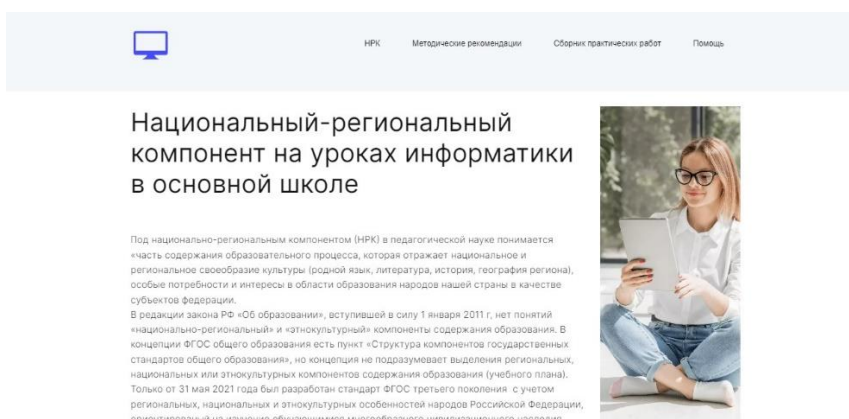 НРК
Методические рекомендации
Сборник практических работ
Помощь
Национальный-региональный
компонент на уроках информатики
в основной школе
Под национально-региональным компонентом (НРК) в педагогической науке понимается
«часть содержания образовательного процесса, которая отражает национальное и
региональное своеобразие культуры (родной язык, литература, история, география региона),
особые потребности и интересы в области образования народов нашей страны в качестве
субъектов федерации.
В редакции закона РФ «Об образовании», вступившей в силу 1 января 2011 г, нет понятий
«национально-региональный» и «этнокультурный» компоненты содержания образования. В
концепции ФГОС общего образования есть пункт «Структура компонентов государственных
стандартов общего образования», но концепция не подразумевает выделения региональных,
национальных или этнокультурных компонентов содержания образования (учебного плана).
Только от 31 мая 2021 года был разработан стандарт ФГОС третьего поколения с учетом
региональных, национальных и этнокультурных особенностей народов Российской Федерации,